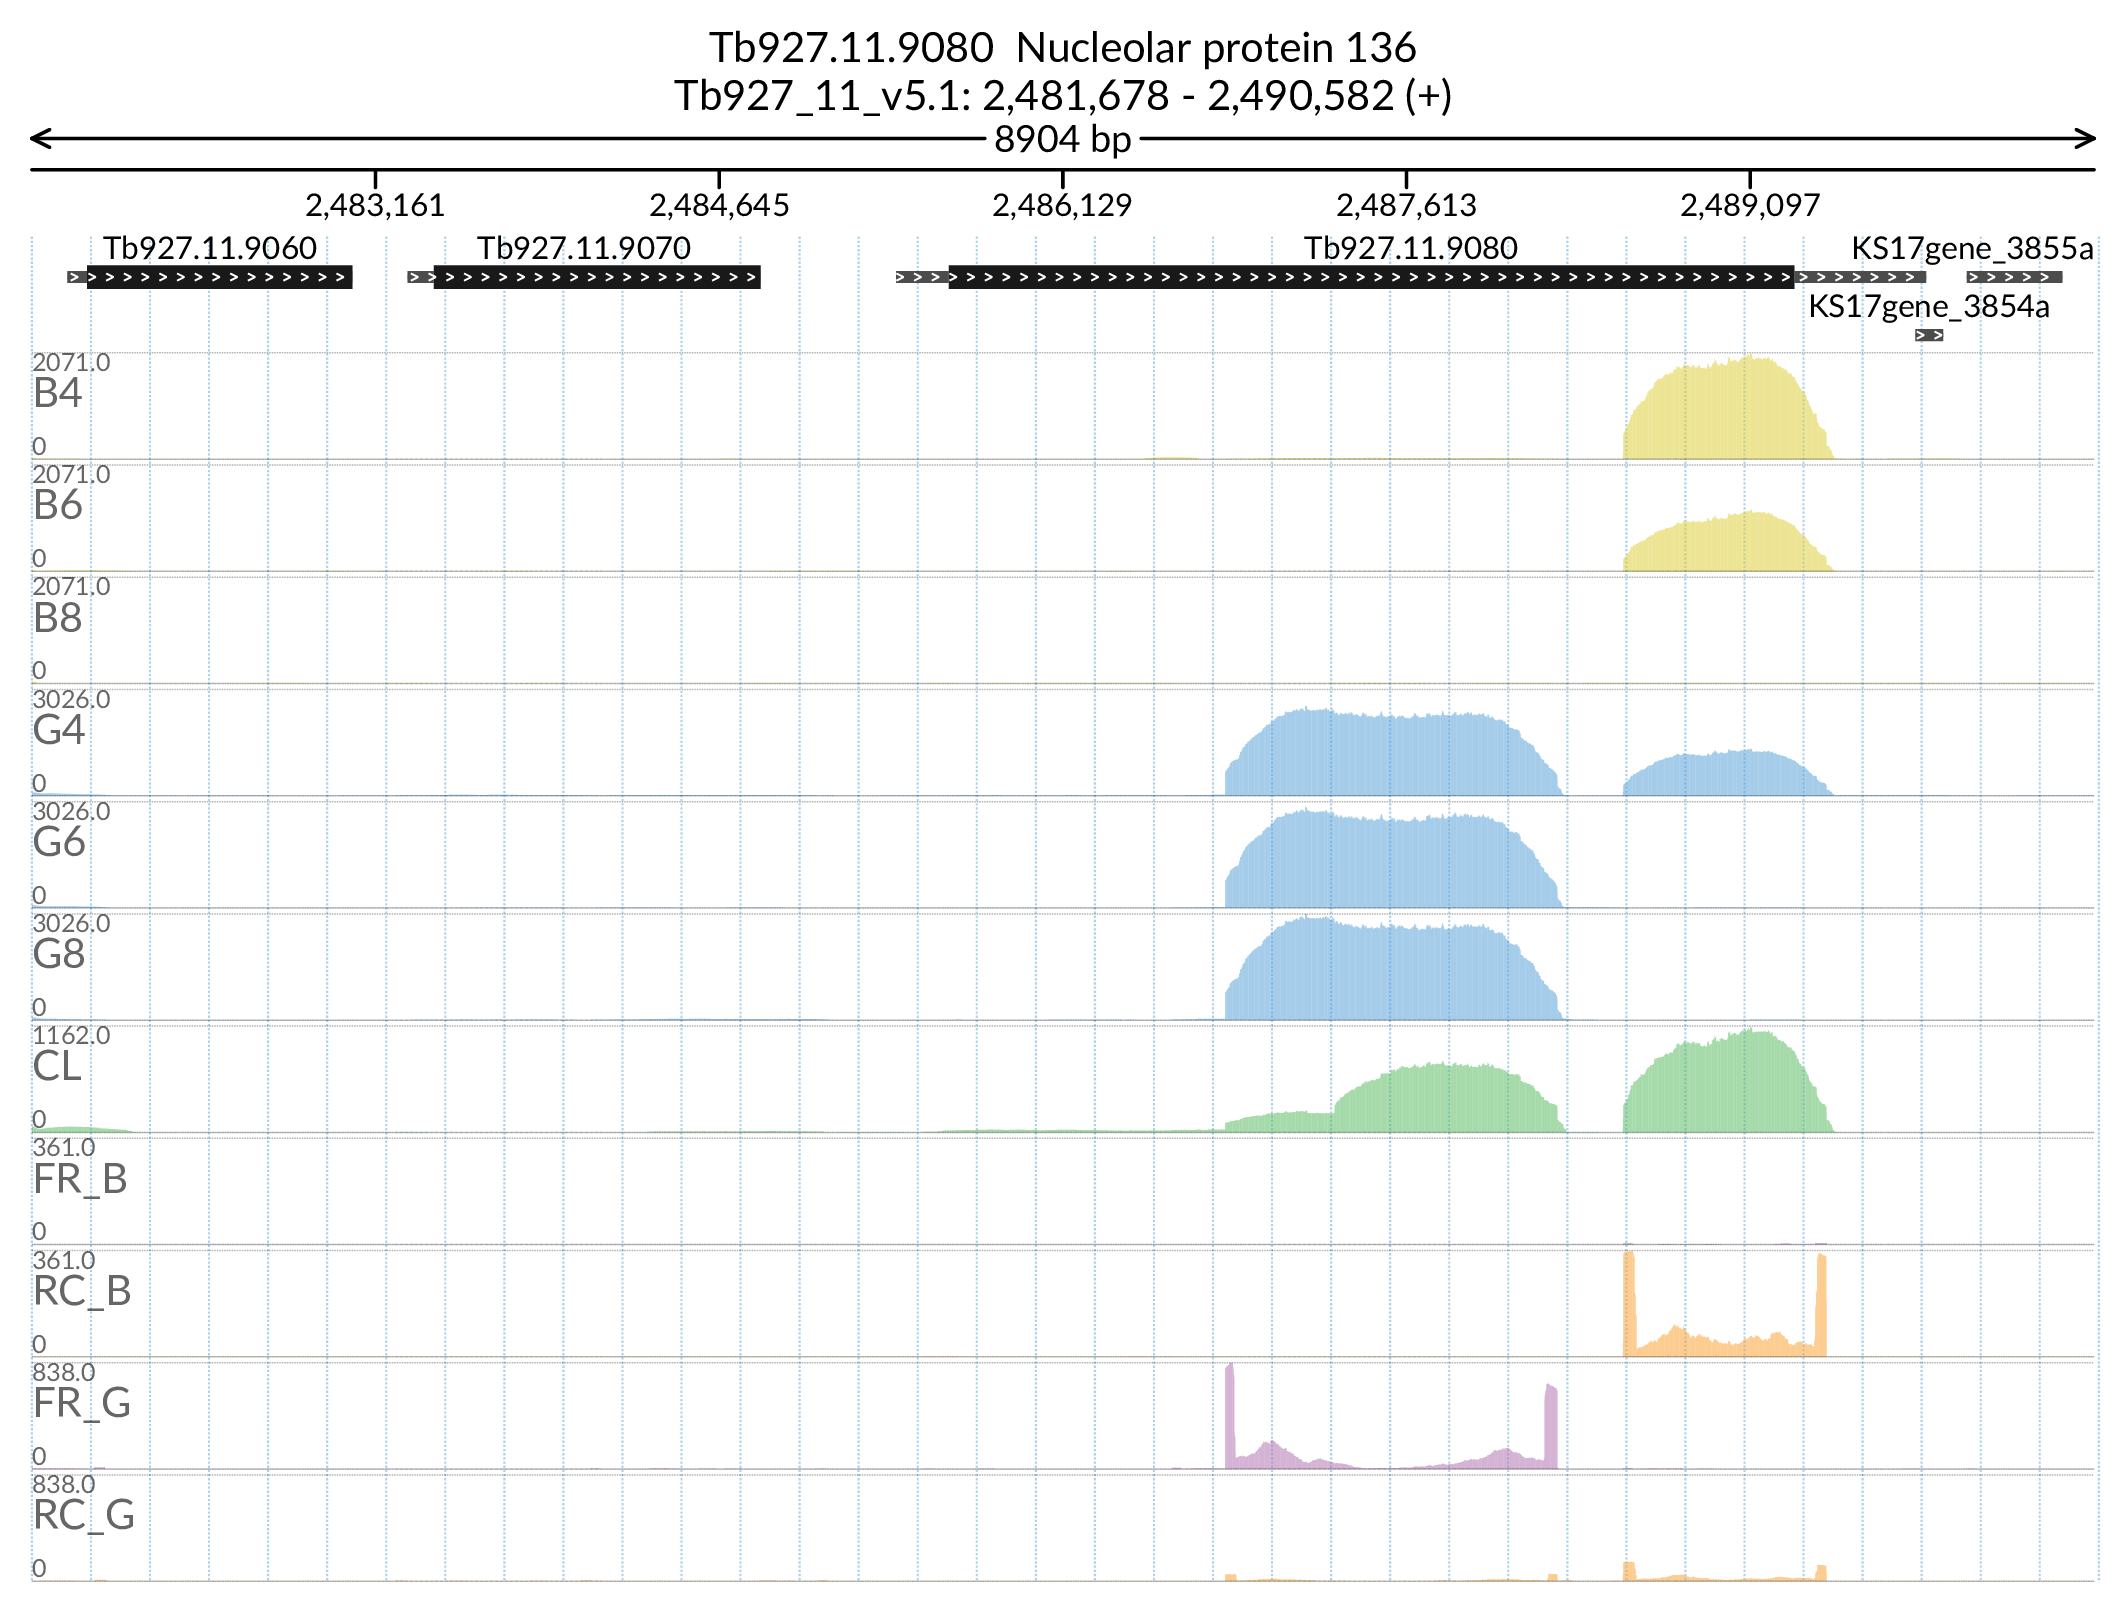 Tb927.11.9080  Nucleolar protein 136
Tb927_11_v5.1: 2,481,678 - 2,490,582 (+)
8904 bp
2,483,161 2,484,645 2,486,129 2,487,613 2,489,097
Tb927.11.9060 Tb927.11.9070 Tb927.11.9080 KS17gene_3855a
KS17gene_3854a
2071.0
B4
0
2071.0
B6
0
2071.0
B8
0
3026.0
G4
0
3026.0
G6
0
3026.0
G8
0
1162.0
CL
0
361.0
FR_B
0
361.0
RC_B
0
838.0
FR_G
0
838.0
RC_G
0